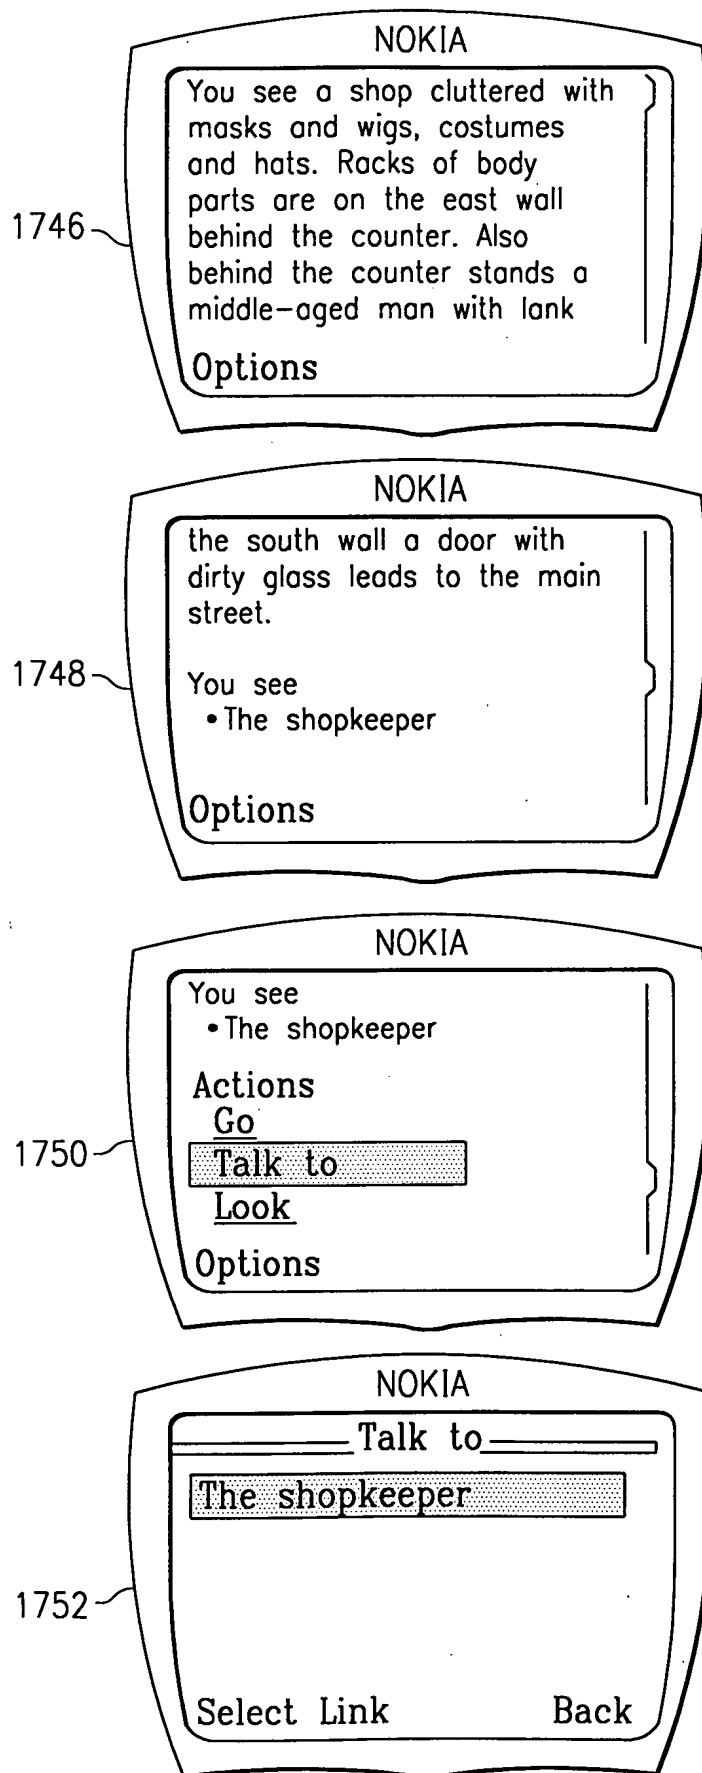 NOKIA
You see a shop cluttered with
masks and wigs, costumes
and hats. Racks of body
parts are on the east wall
behind the counter. Also
behind the counter stands a
middle-aged man with lank
Options
1746
NOKIA
the south wall a door with
dirty glass leads to the main
street.
You see
•The shopkeeper
Options
1748
NOKIA
You see
•The shopkeeper
Actions
Go
Talk to
Look
Options
1750
NOKIA
Talk to
The shopkeeper
Select Link Back
1752